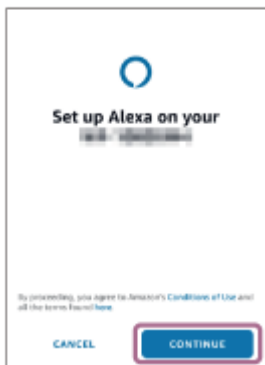 Set up Alexa on your
By proceeding, you agree to Amazon's Conditions of Use and
all the terms found here.
CANCEL
CONTINUE